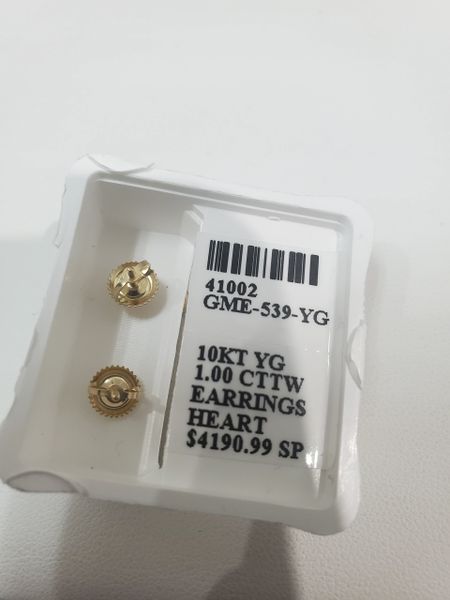 41002
GME-539-YG
10KT YG
1.00 CTTW
EARRINGS
HEART
$4190.99 SP